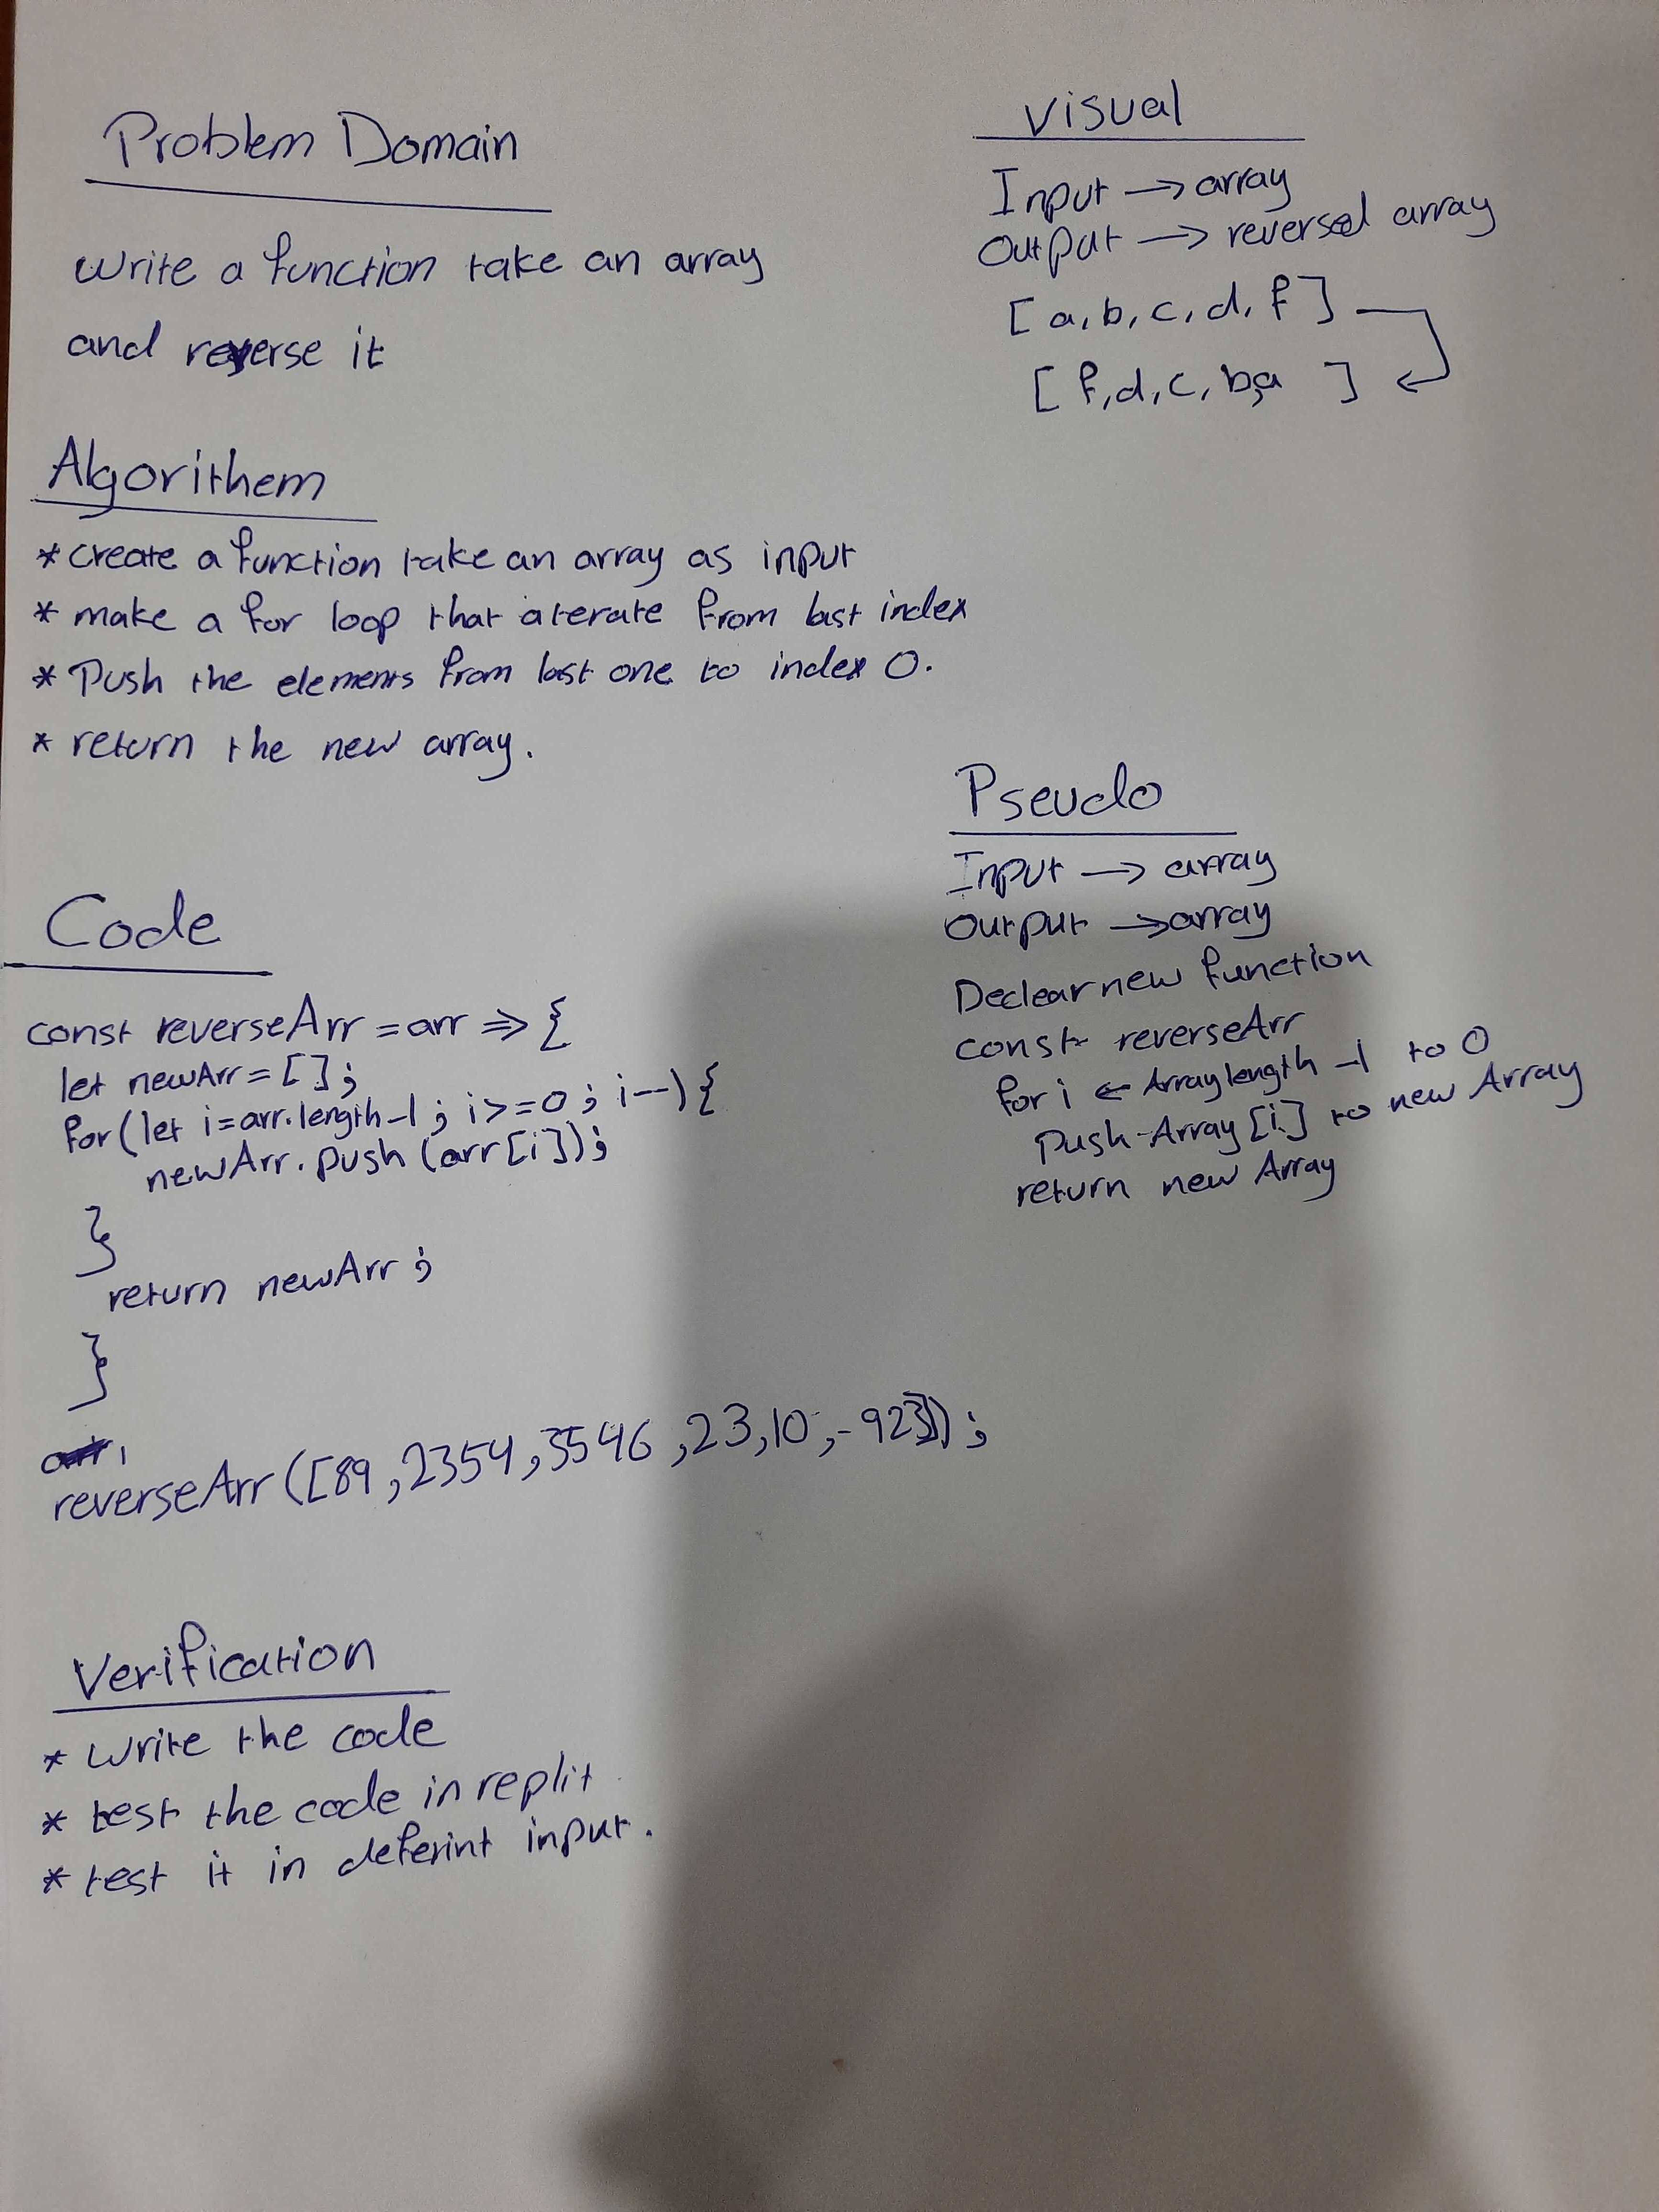 Problem Domain
write a function take an array
and reverse it
visual
Input → array
Output → reversed array
[a, b, c, d, f]
[f, d, c, b, a ]
Algorithem
* create a function take an array as input
* make a for loop that aterate from last index
* Push the elements from last one to index 0.
* return the new array.
Code
const reverseArr = arr => {
let newArr = [];
for(let i=arr.length-1; i>=0; i--){
newArr.push(arr[i]);
}
return newArr;
}
reverseArr([89,2354,3546,23,10,-923]);
Pseudo
Input → array
Output → array
Declear new function
const reverseArr
for i ← Array length -1 to 0
Push Array[i] to new Array
return new Array
Verification
* Write the code
* test the code in replit
* test it in deferint input.